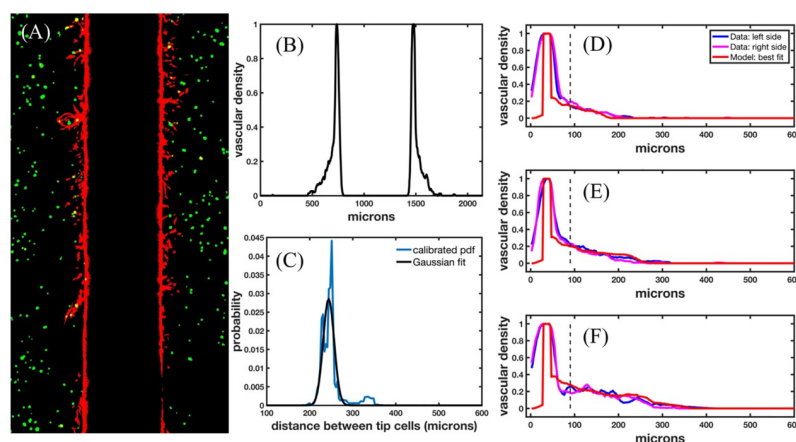 (A)
(B)
vascular density
1
0.8
0.6
0.4
0.2
0
0 500 1000 1500 2000
microns
(C)
calibrated pdf
Gaussian fit
probability
0.045
0.04
0.035
0.03
0.025
0.02
0.015
0.01
0.005
0
100 200 300 400 500 600
distance between tip cells (microns)
(D)
Data: left side
Data: right side
Model: best fit
vascular density
1
0.8
0.6
0.4
0.2
0
0 100 200 300 400 500 600
microns
(E)
vascular density
1
0.8
0.6
0.4
0.2
0
0 100 200 300 400 500 600
microns
(F)
vascular density
1
0.8
0.6
0.4
0.2
0
0 100 200 300 400 500 600
microns